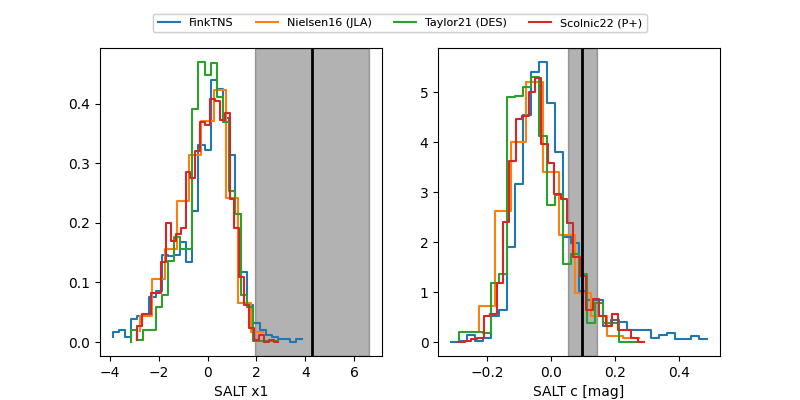 FinkTNS Nielsen16 (JLA) Taylor21 (DES) Scolnic22 (P+)
0.4
0.3
0.2
0.1
0.0
−4 −2 0 2 4 6
SALT x1
5
4
3
2
1
0
−0.2 0.0 0.2 0.4
SALT c [mag]